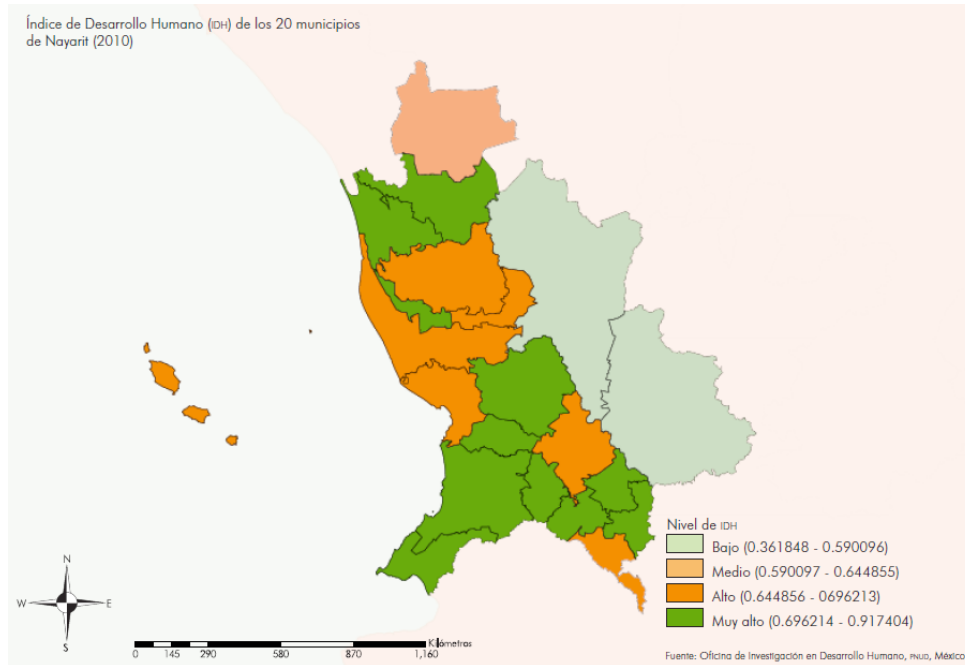 Índice de Desarrollo Humano (IDH) de los 20 municipios
de Nayarit (2010)
Nivel de IDH
Bajo (0.361848 - 0.590096)
Medio (0.590097 - 0.644855)
Alto (0.644856 - 0696213)
Muy alto (0.696214 - 0.917404)
N
W
E
S
Kilómetros
0 145 290 580 870 1,160
Fuente: Oficina de Investigación en Desarrollo Humano, PNUD, México